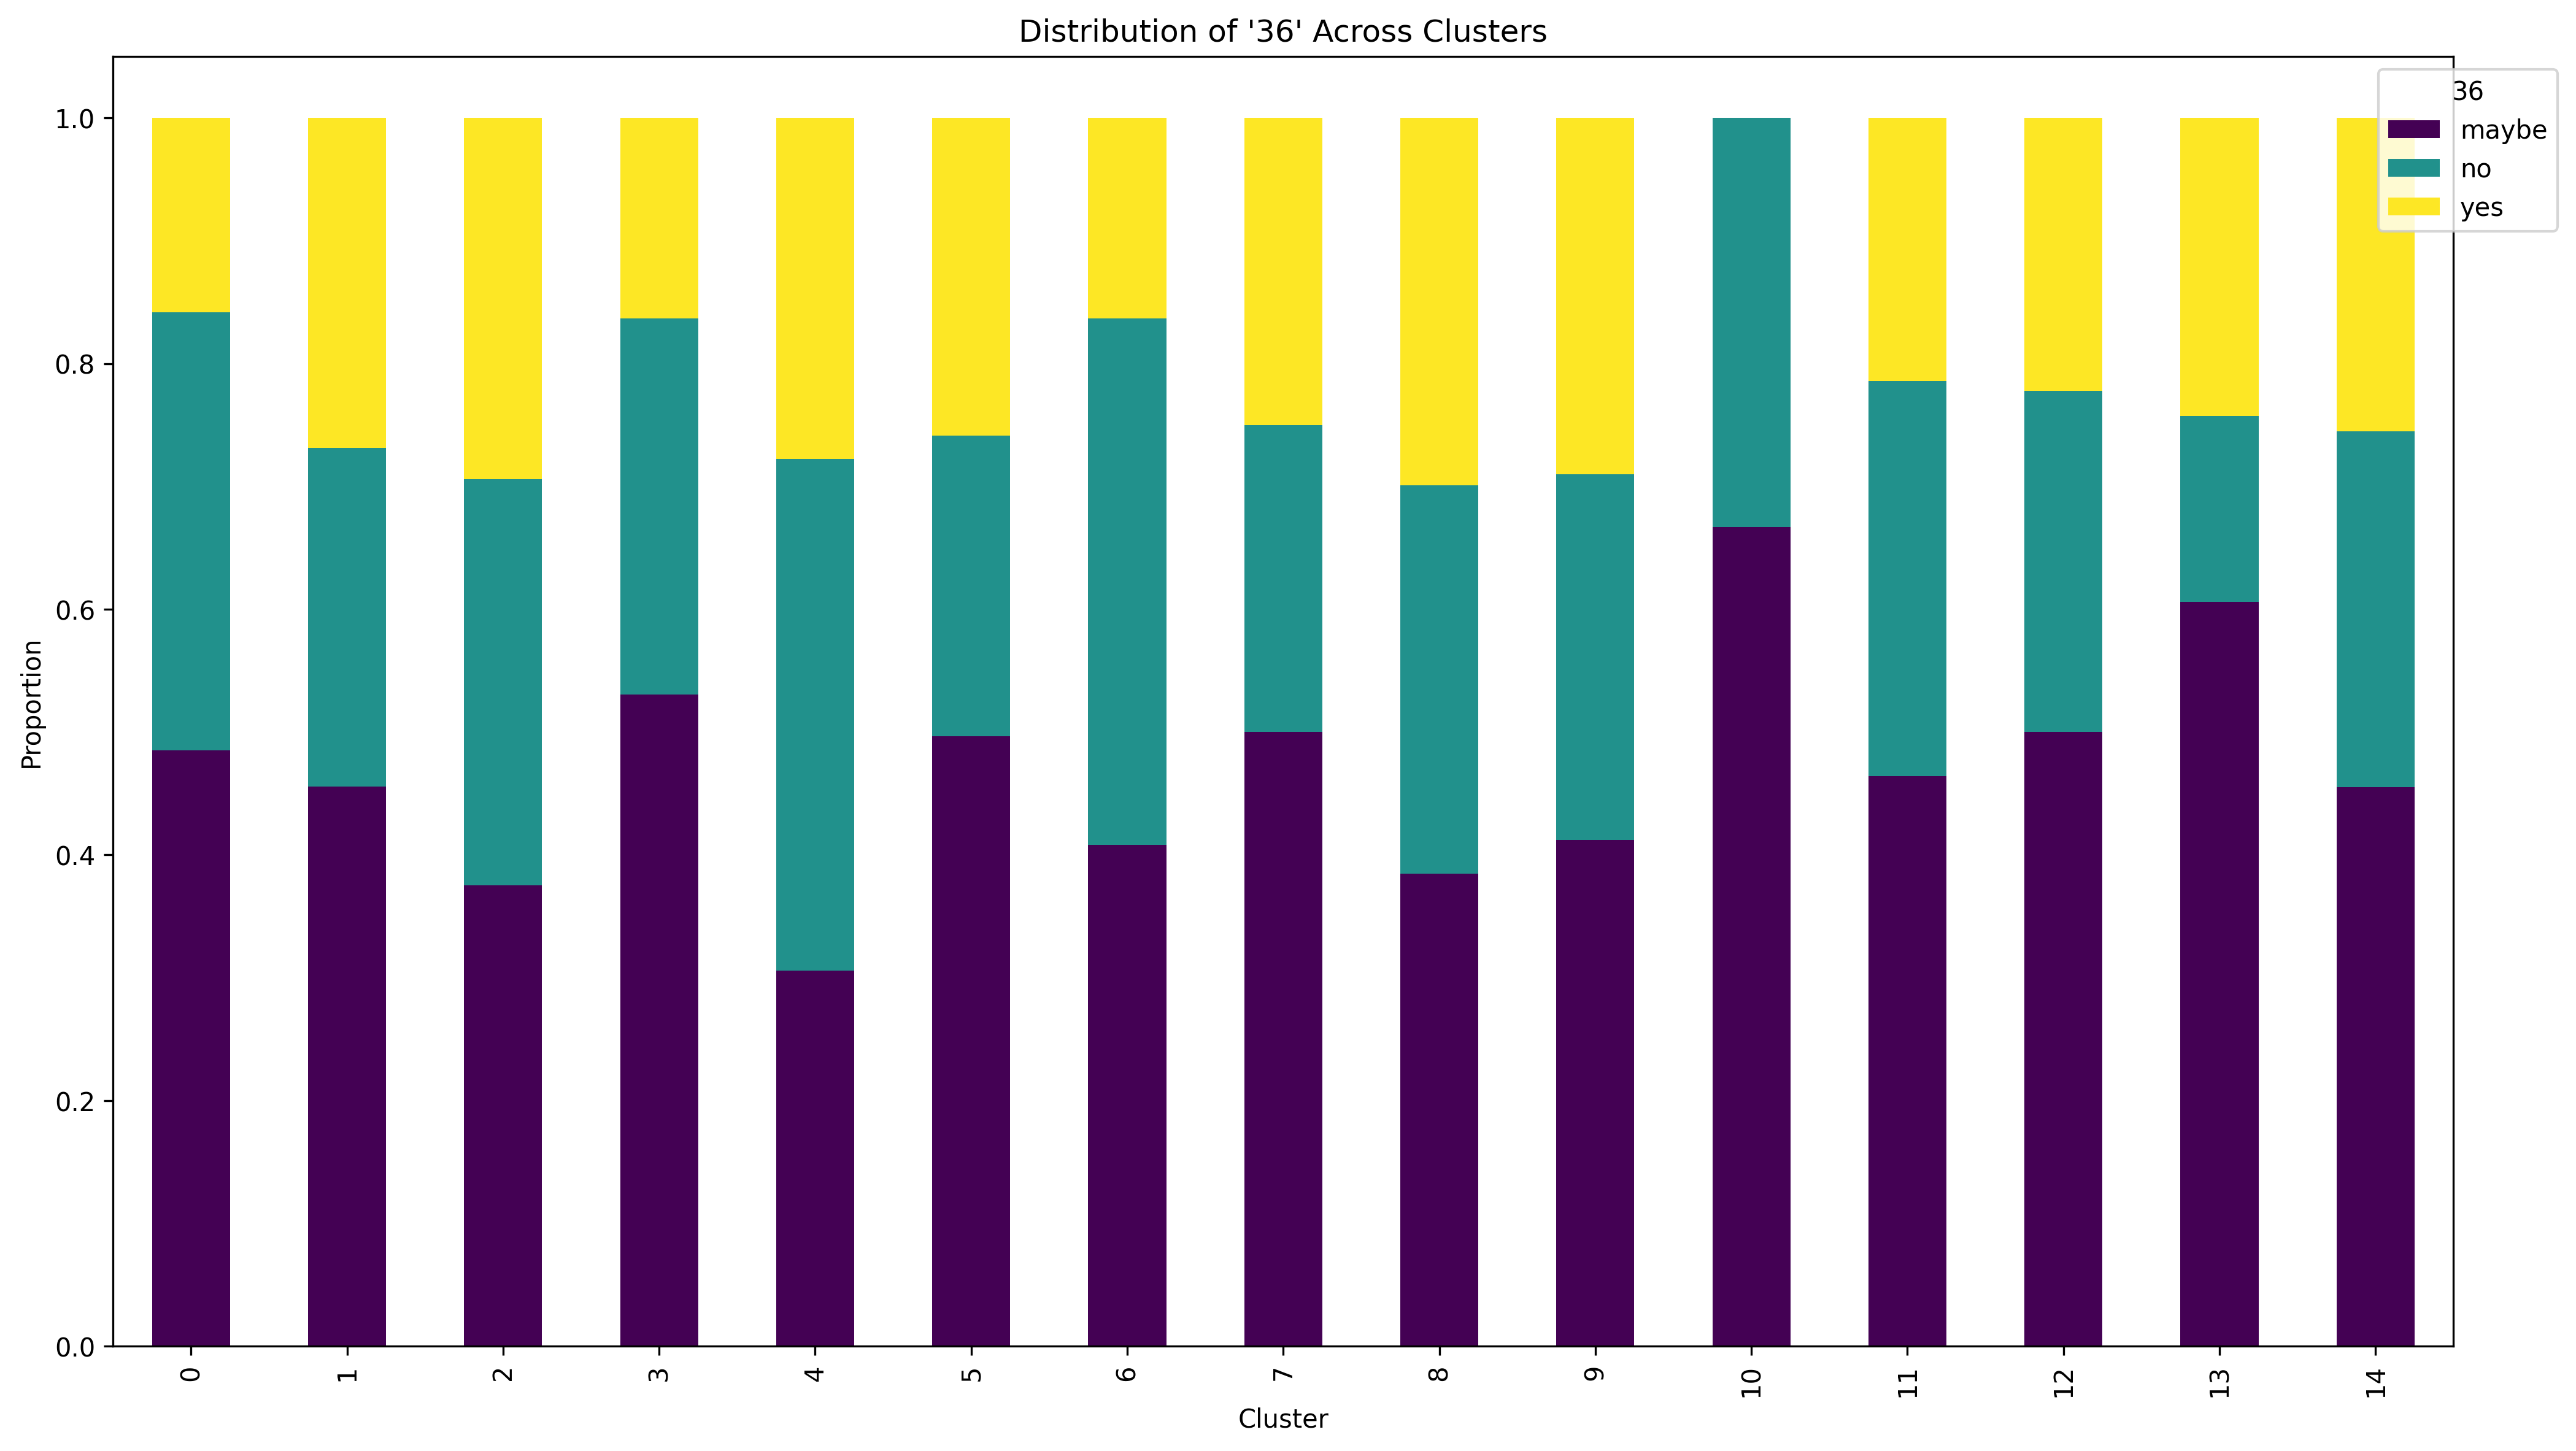 Distribution of '36' Across Clusters
36
maybe
no
yes
Proportion
1.0
0.8
0.6
0.4
0.2
0.0
0 1 2 3 4 5 6 7 8 9 10 11 12 13 14
Cluster